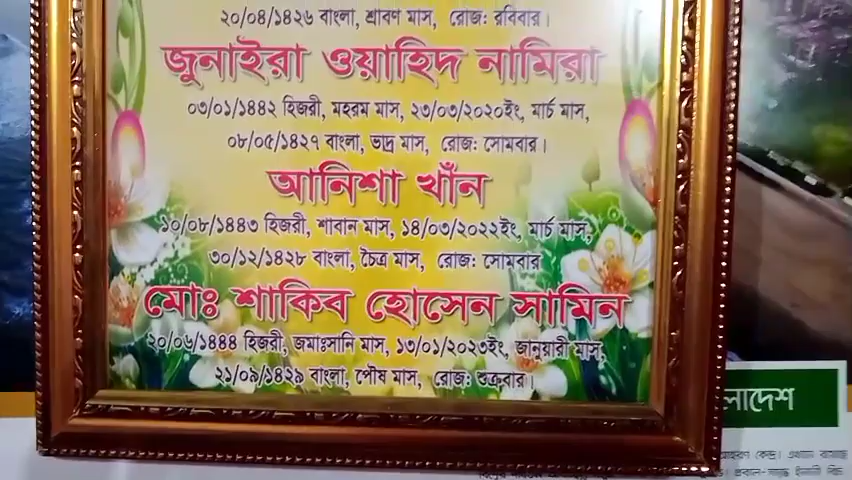 ২০/০৪/১৪২৬ বাংলা, শ্রাবণ মাস, রোজ: রবিবার।
জুনাইরা ওয়াহিদ নামিরা
০৩/০১/১৪৪২ হিজরী, মহরম মাস, ২৩/০৩/২০২০ইং, মার্চ মাস,
০৮/০৫/১৪২৭ বাংলা, ভাদ্র মাস, রোজ: সোমবার।
আনিশা খাঁন
১০/০৮/১৪৪৩ হিজরী, শাবান মাস, ১৪/০৩/২০২২ইং, মার্চ মাস,
৩০/১২/১৪২৮ বাংলা, চৈত্র মাস, রোজ: সোমবার।
মোঃ শাকিব হোসেন সামিন
২০/০৬/১৪৪৪ হিজরী, জমাঃসানি মাস, ১৩/০১/২০২৩ইং, জানুয়ারী মাস,
২১/০৯/১৪২৯ বাংলা, পৌষ মাস, রোজ: শুক্রবার।
লাদেশ